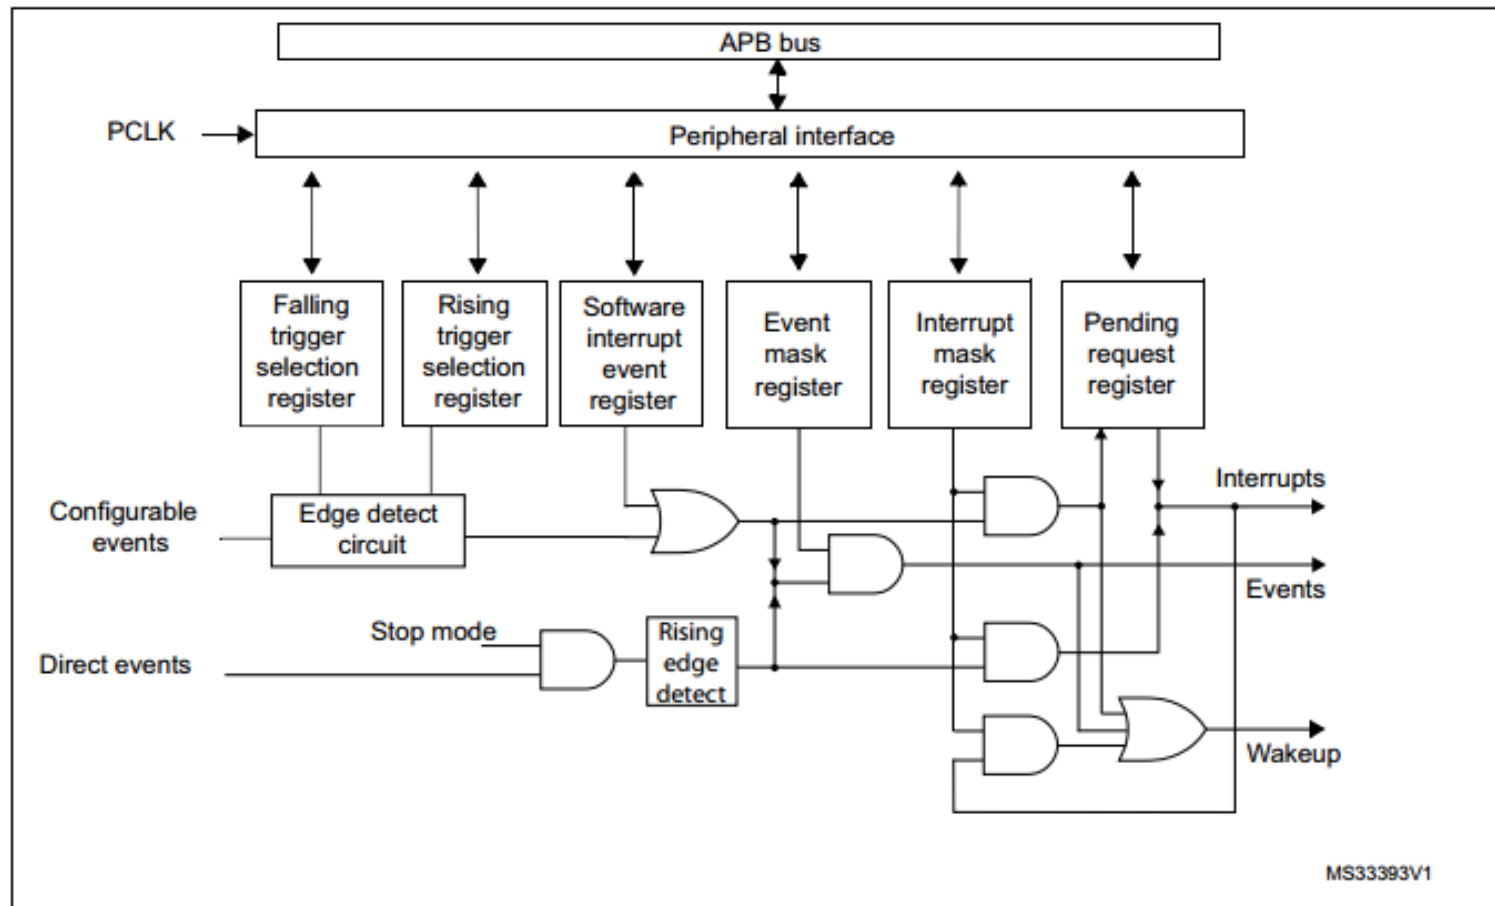 APB bus
PCLK
Peripheral interface
Falling
trigger
selection
register
Rising
trigger
selection
register
Software
interrupt
event
register
Event
mask
register
Interrupt
mask
register
Pending
request
register
Configurable
events
Edge detect
circuit
Interrupts
Events
Stop mode
Direct events
Rising
edge
detect
Wakeup
MS33393V1